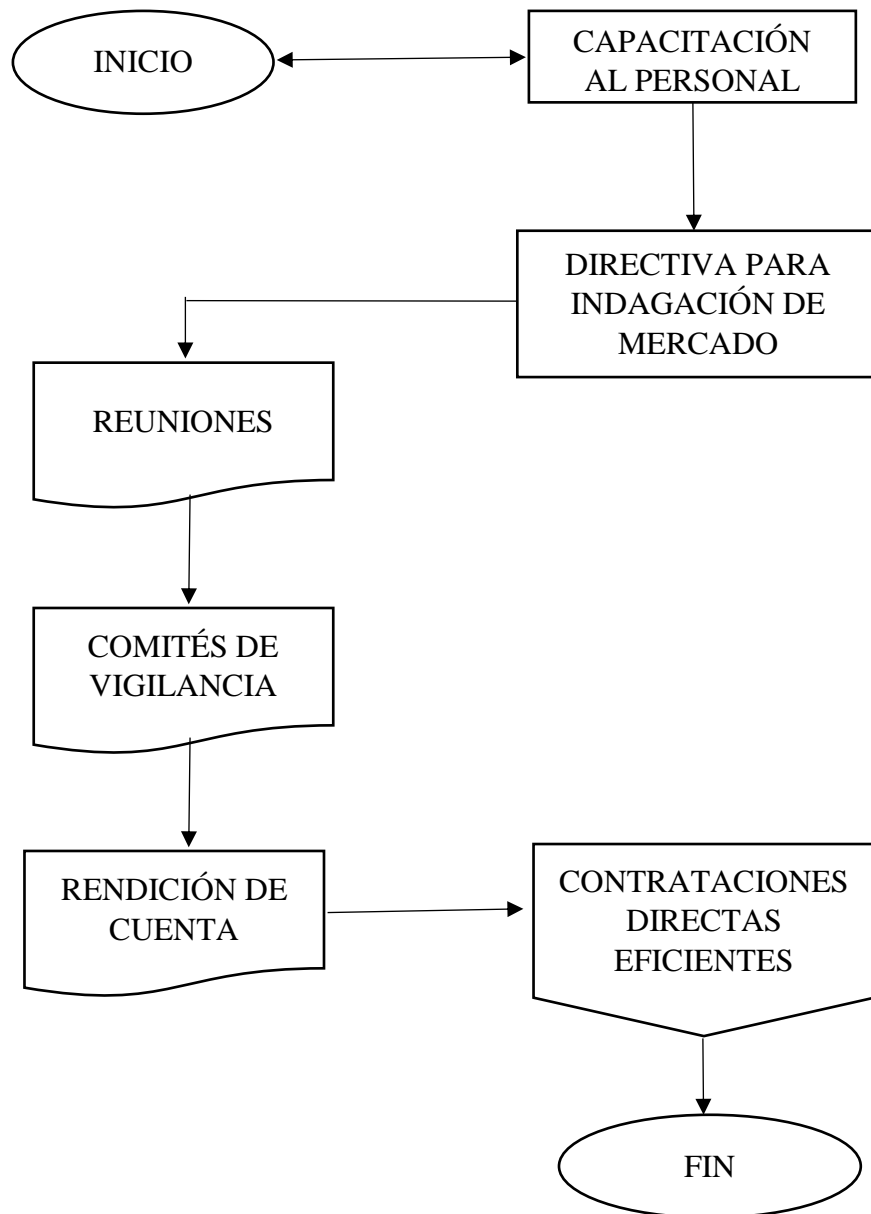 INICIO
CAPACITACIÓN
AL PERSONAL
DIRECTIVA PARA
INDAGACIÓN DE
MERCADO
REUNIONES
COMITÉS DE
VIGILANCIA
RENDICIÓN DE
CUENTA
CONTRATACIONES
DIRECTAS
EFICIENTES
FIN